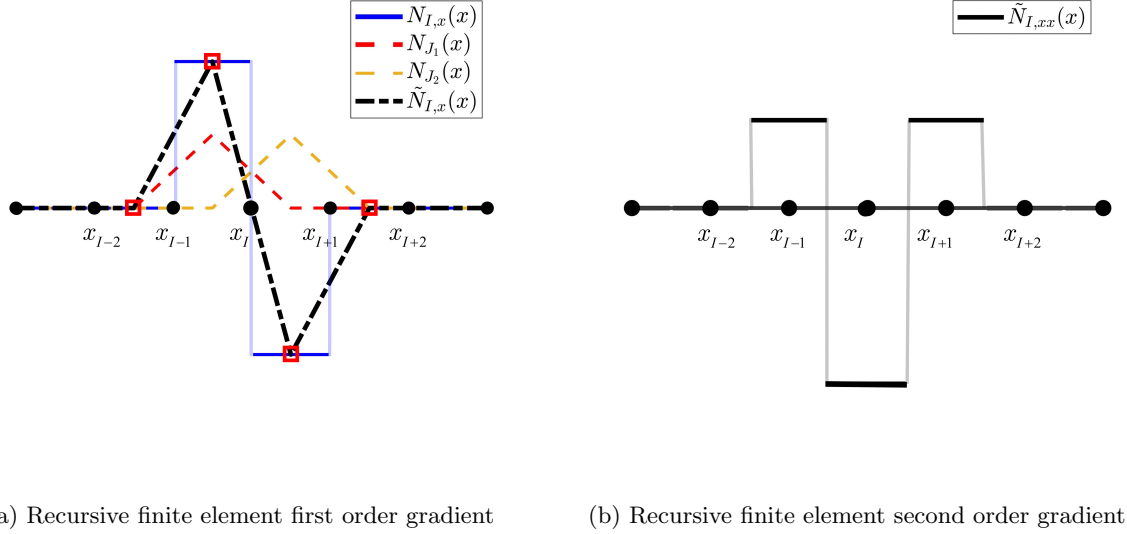 N_{I,x}(x)
N_{J_1}(x)
N_{J_2}(x)
Ñ_{I,x}(x)
x_{I−2} x_{I−1} x_I x_{I+1} x_{I+2}
a) Recursive finite element first order gradient
Ñ_{I,xx}(x)
x_{I−2} x_{I−1} x_I x_{I+1} x_{I+2}
(b) Recursive finite element second order gradient